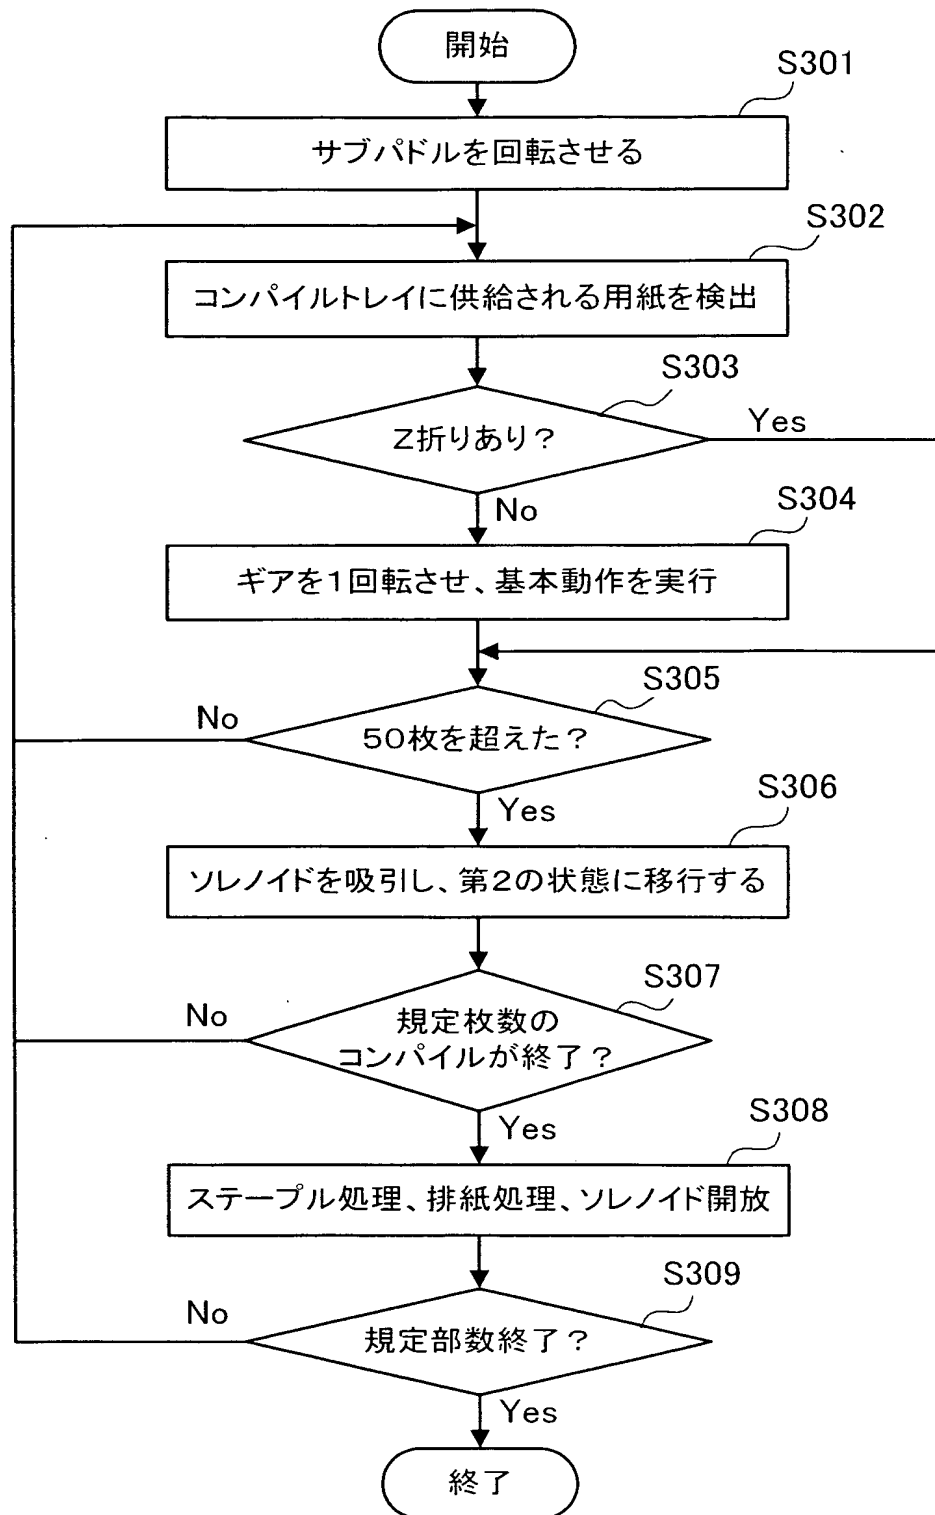 開始
S301
サブパドルを回転させる
S302
コンパイルトレイに供給される用紙を検出
S303
Z折りあり？
Yes
No
S304
ギアを1回転させ、基本動作を実行
S305
No
50枚を超えた？
Yes
S306
ソレノイドを吸引し、第2の状態に移行する
S307
No
規定枚数の
コンパイルが終了？
Yes
S308
ステープル処理、排紙処理、ソレノイド開放
S309
No
規定部数終了？
Yes
終了